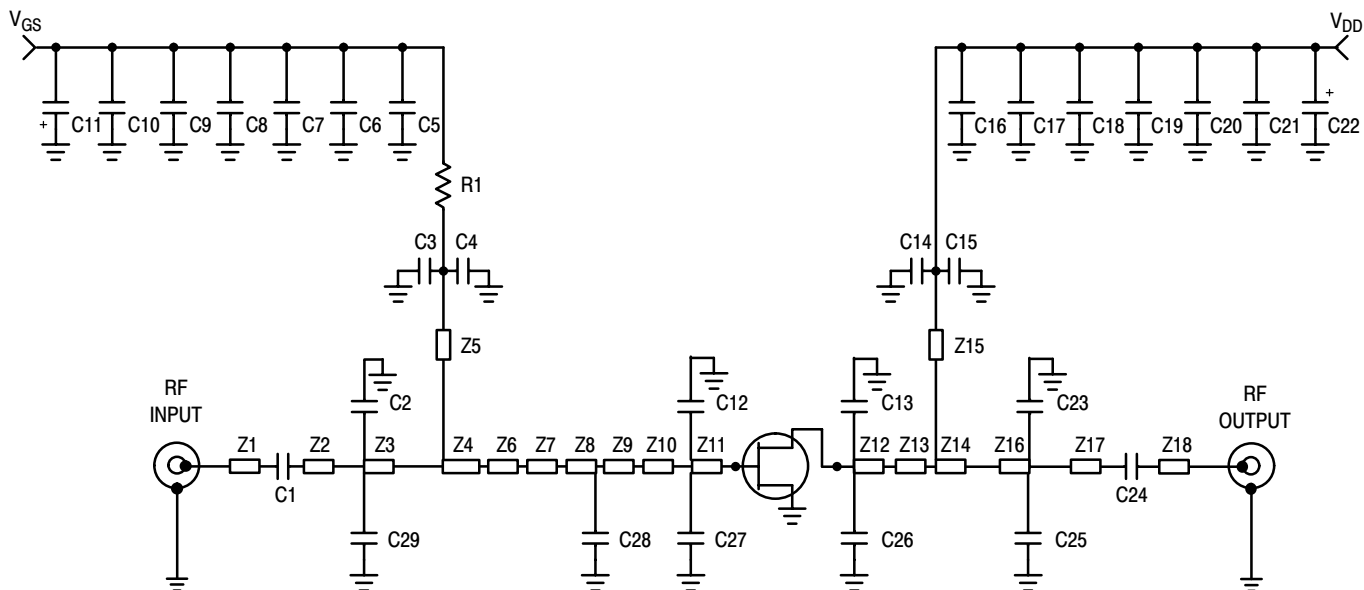 VGS
VDD
+ C11 C10 C9 C8 C7 C6 C5
C16 C17 C18 C19 C20 C21 + C22
R1
C3 C4
C14 C15
Z5
Z15
RF
INPUT
C2
C12
C13
C23
RF
OUTPUT
Z1 Z2 Z3 Z4 Z6 Z7 Z8 Z9 Z10 Z11 Z12 Z13 Z14 Z16 Z17 Z18
C1
C24
C29
C28
C27
C26
C25